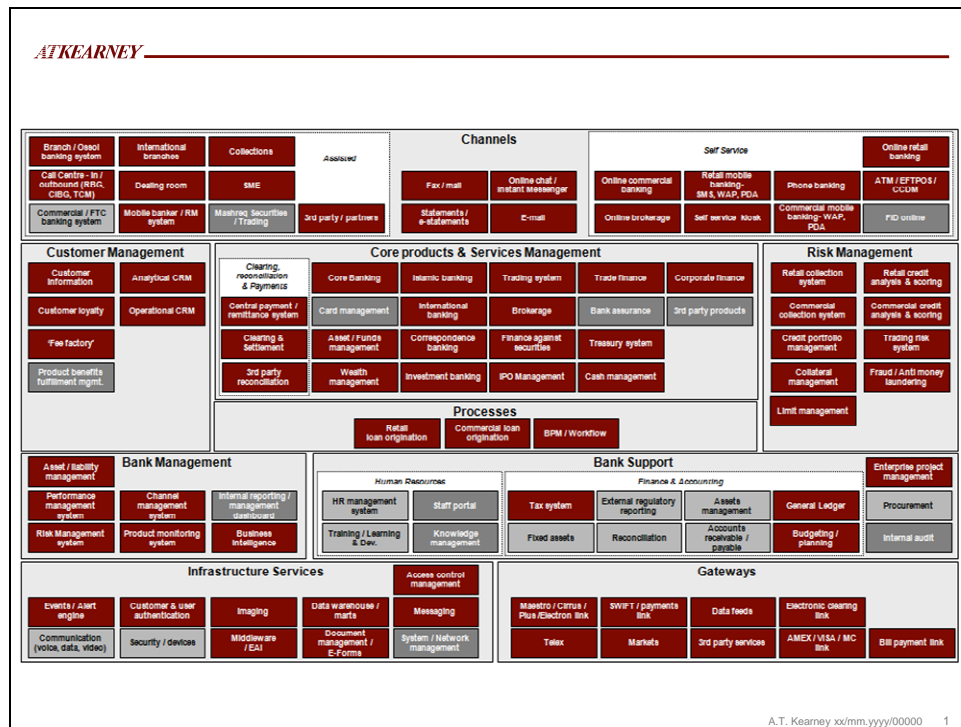 ATKEARNEY
Channels
Branch / Ossol
banking system
International
branches
Collections
Assisted
Call Centre - In /
outbound (RBG,
CIBG, TCM)
Dealing room
SME
Commercial / FTC
banking system
Mobile banker / RM
system
Mashreq Securities
/ Trading
3rd party / partners
Fax / mail
Online chat /
Instant Messenger
Statements /
e-statements
E-mail
Self Service
Online retail
banking
Online commercial
banking
Retail mobile
banking-
SMS, WAP, PDA
Phone banking
ATM / EFTPOS /
CCDM
Online brokerage
Self service kiosk
Commercial mobile
banking- WAP,
PDA
FID online
Customer Management
Customer
Information
Analytical CRM
Customer loyalty
Operational CRM
'Fee factory'
Product benefits
fulfillment mgmt.
Core products & Services Management
Clearing,
reconciliation
& Payments
Core Banking
Islamic banking
Trading system
Trade finance
Corporate finance
Central payment /
remittance system
Card management
International
banking
Brokerage
Bank assurance
3rd party products
Clearing &
Settlement
Asset / Funds
management
Correspondence
banking
Finance against
securities
Treasury system
3rd party
reconciliation
Wealth
management
Investment banking
IPO Management
Cash management
Risk Management
Retail collection
system
Retail credit
analysis & scoring
Commercial
collection system
Commercial credit
analysis & scoring
Credit portfolio
management
Trading risk
system
Collateral
management
Fraud / Anti money
laundering
Limit management
Processes
Retail
loan origination
Commercial loan
origination
BPM / Workflow
Bank Management
Asset / liability
management
Performance
management
system
Channel
management
system
Internal reporting /
management
dashboard
Risk Management
system
Product monitoring
system
Business
Intelligence
Bank Support
Human Resources
HR management
system
Staff portal
Training / Learning
& Dev.
Knowledge
management
Finance & Accounting
Tax system
External regulatory
reporting
Assets
management
General Ledger
Fixed assets
Reconciliation
Accounts
receivable /
payable
Budgeting /
planning
Enterprise project
management
Procurement
Internal audit
Infrastructure Services
Access control
management
Events / Alert
engine
Customer & user
authentication
Imaging
Data warehouse /
marts
Messaging
Communication
(voice, data, video)
Security / devices
Middleware
/ EAI
Document
management /
E-Forms
System / Network
management
Gateways
Maestro / Cirrus /
Plus /Electron link
SWIFT / payments
link
Data feeds
Electronic clearing
link
Telex
Markets
3rd party services
AMEX / VISA / MC
link
Bill payment link
A.T. Kearney xx/mm.yyyy/00000 1